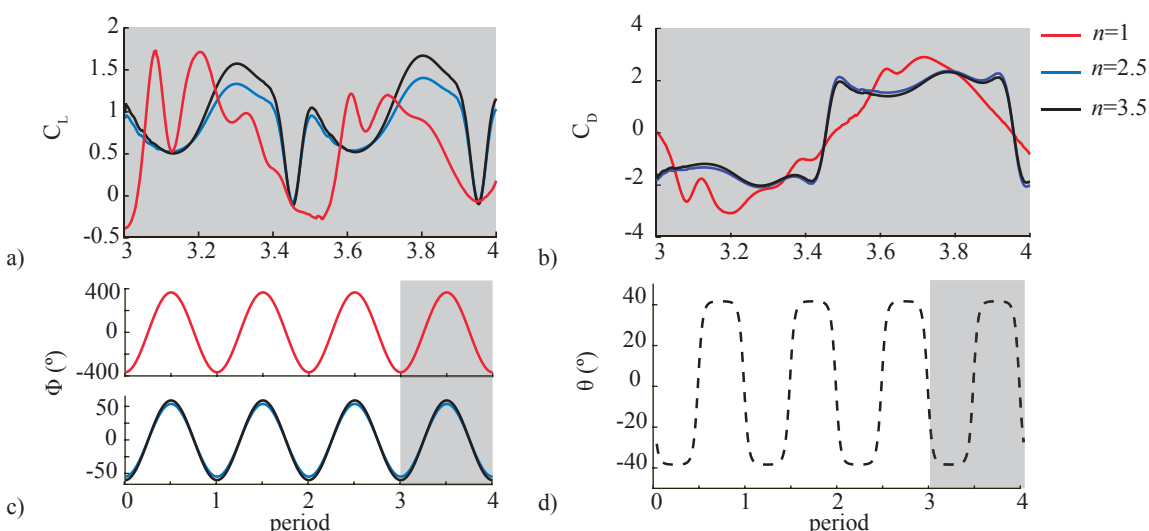 2
1.5
1
0.5
0
-0.5
C_L
3 3.2 3.4 3.6 3.8 4
a)
4
2
0
-2
-4
C_D
3 3.2 3.4 3.6 3.8 4
b)
n=1
n=2.5
n=3.5
400
0
-400
50
0
-50
Φ (º)
0 1 2 3 4
period
c)
40
20
0
-20
-40
θ (º)
0 1 2 3 4
period
d)